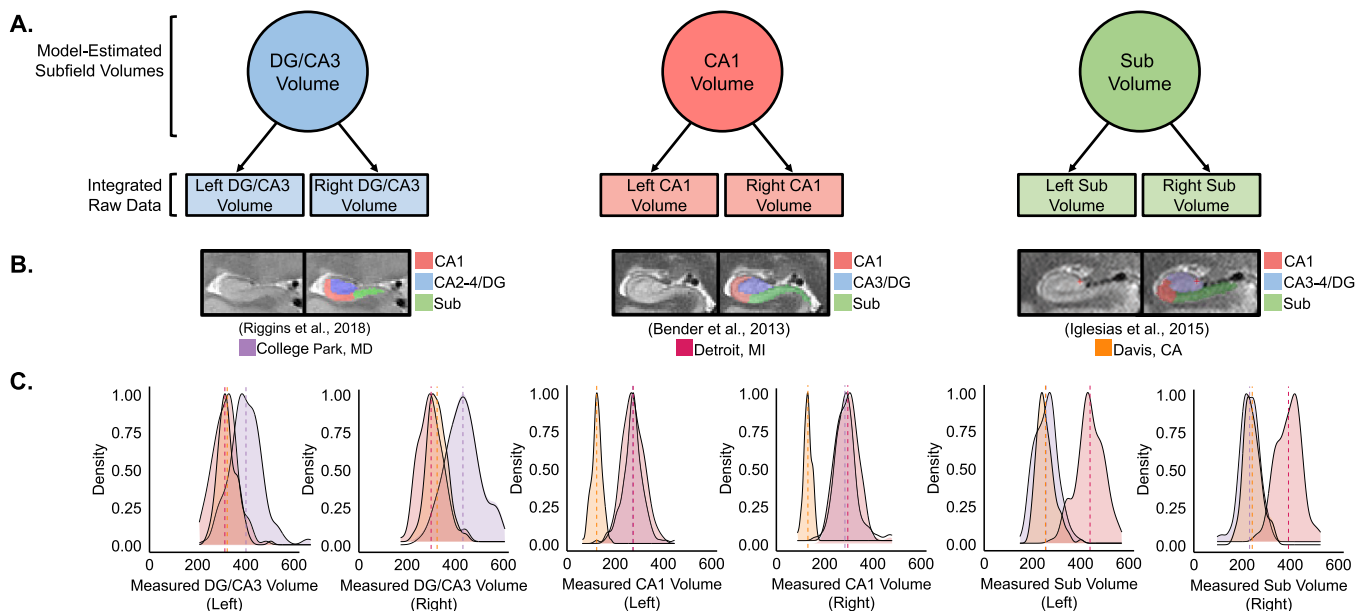 A.
Model-Estimated
Subfield Volumes
DG/CA3
Volume
CA1
Volume
Sub
Volume
Integrated
Raw Data
Left DG/CA3
Volume
Right DG/CA3
Volume
Left CA1
Volume
Right CA1
Volume
Left Sub
Volume
Right Sub
Volume
B.
CA1
CA2-4/DG
Sub
(Riggins et al., 2018)
College Park, MD
CA1
CA3/DG
Sub
(Bender et al., 2013)
Detroit, MI
CA1
CA3-4/DG
Sub
(Iglesias et al., 2015)
Davis, CA
C.
Density
1.00
0.75
0.50
0.25
0.00
0 200 400 600
Measured DG/CA3 Volume
(Left)
Density
1.00
0.75
0.50
0.25
0.00
0 200 400 600
Measured DG/CA3 Volume
(Right)
Density
1.00
0.75
0.50
0.25
0.00
0 200 400 600
Measured CA1 Volume
(Left)
Density
1.00
0.75
0.50
0.25
0.00
0 200 400 600
Measured CA1 Volume
(Right)
Density
1.00
0.75
0.50
0.25
0.00
0 200 400 600
Measured Sub Volume
(Left)
Density
1.00
0.75
0.50
0.25
0.00
0 200 400 600
Measured Sub Volume
(Right)